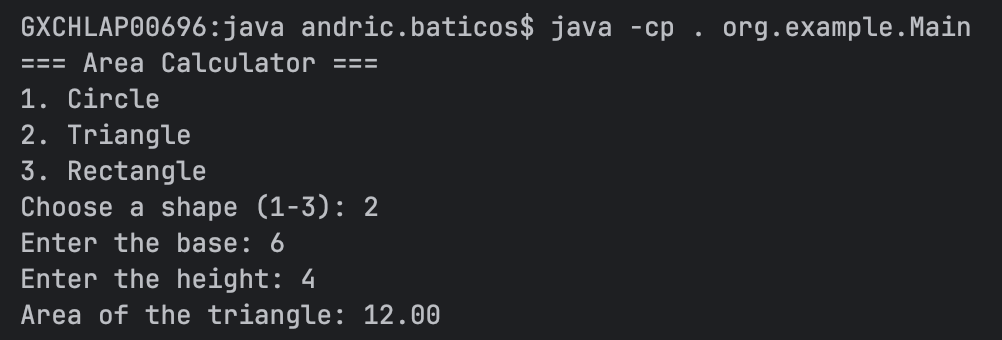 GXCHLAP00696:java andric.baticos$ java -cp . org.example.Main
=== Area Calculator ===
1. Circle
2. Triangle
3. Rectangle
Choose a shape (1-3): 2
Enter the base: 6
Enter the height: 4
Area of the triangle: 12.00